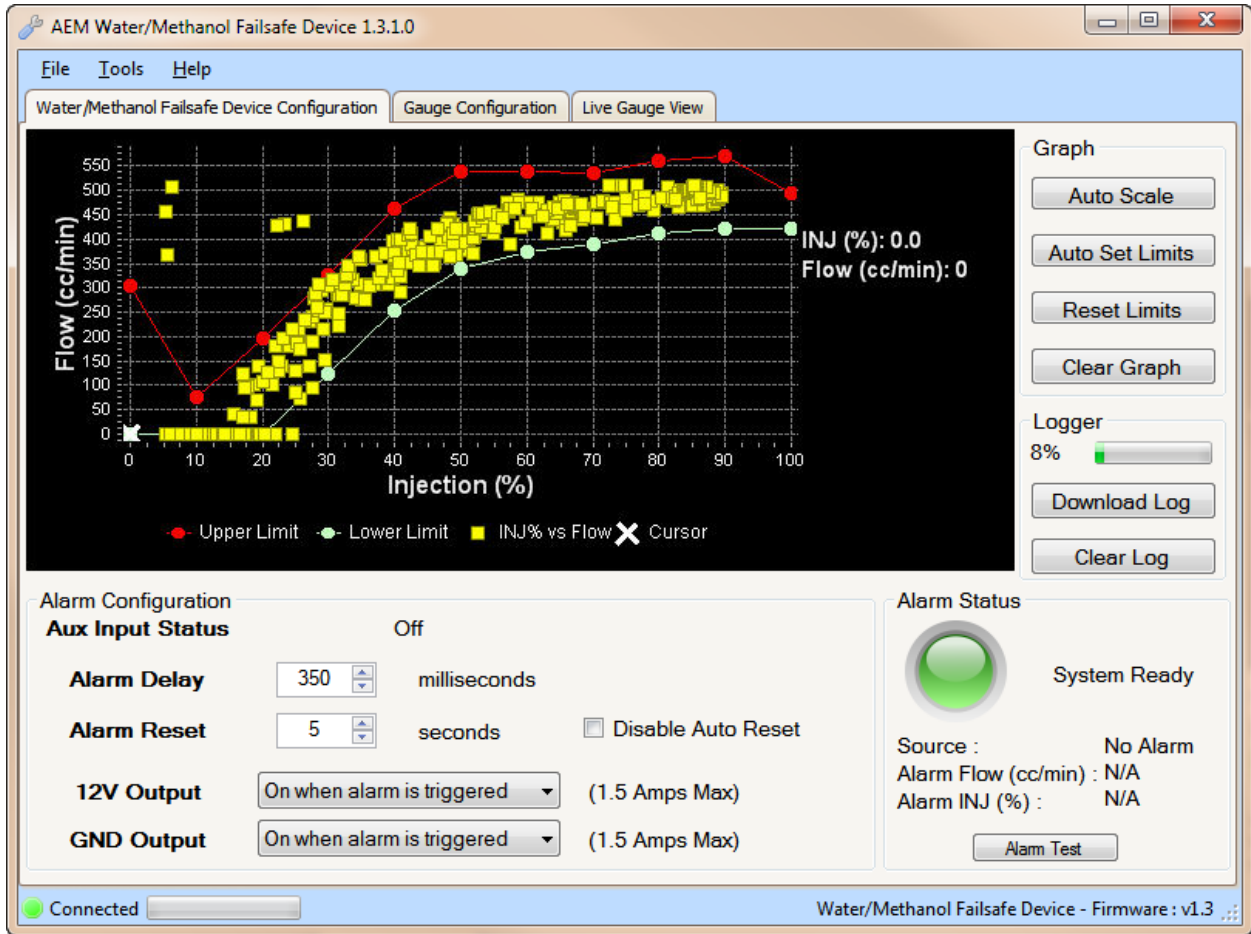 AEM Water/Methanol Failsafe Device 1.3.1.0
File Tools Help
Water/Methanol Failsafe Device Configuration Gauge Configuration Live Gauge View
550
500
450
400
350
300
250
200
150
100
50
0
Flow (cc/min)
0 10 20 30 40 50 60 70 80 90 100
Injection (%)
INJ (%): 0.0
Flow (cc/min): 0
Upper Limit Lower Limit INJ% vs Flow Cursor
Graph
Auto Scale
Auto Set Limits
Reset Limits
Clear Graph
Logger
8%
Download Log
Clear Log
Alarm Configuration
Aux Input Status Off
Alarm Delay 350 milliseconds
Alarm Reset 5 seconds Disable Auto Reset
12V Output On when alarm is triggered (1.5 Amps Max)
GND Output On when alarm is triggered (1.5 Amps Max)
Alarm Status
System Ready
Source : No Alarm
Alarm Flow (cc/min) : N/A
Alarm INJ (%) : N/A
Alarm Test
Connected Water/Methanol Failsafe Device - Firmware : v1.3